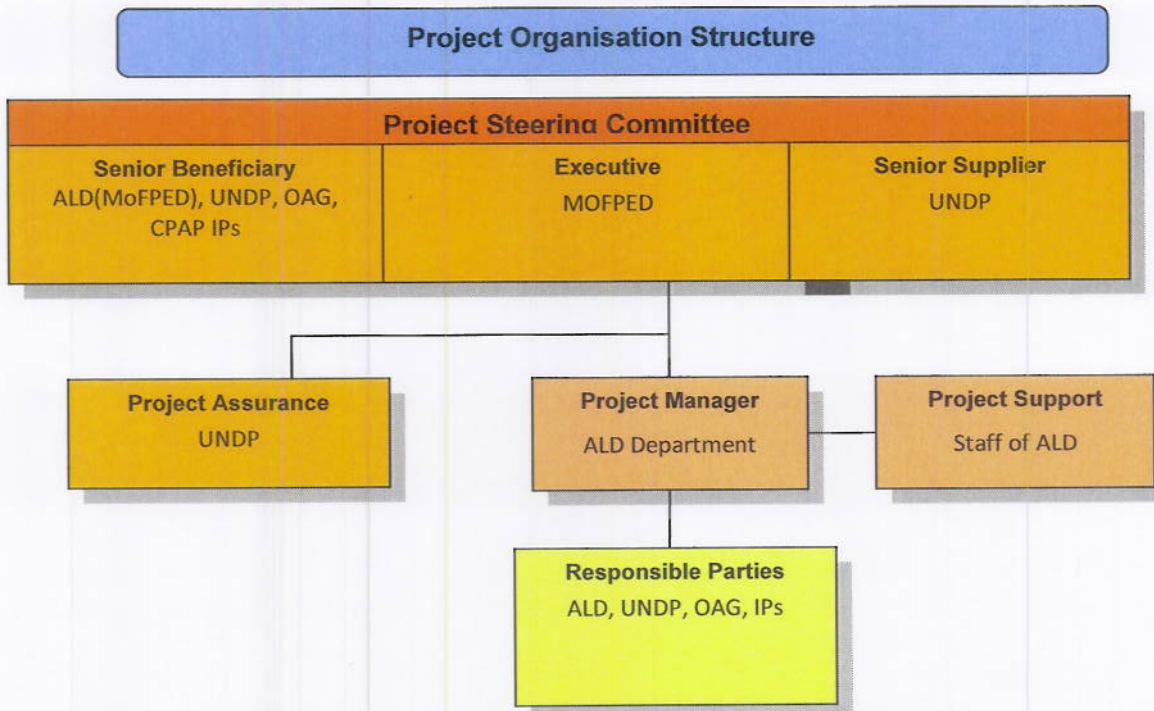 Project Organisation Structure
Project Steering Committee
Senior Beneficiary
ALD(MoFPED), UNDP, OAG,
CPAP IPs
Executive
MOFPED
Senior Supplier
UNDP
Project Assurance
UNDP
Project Manager
ALD Department
Project Support
Staff of ALD
Responsible Parties
ALD, UNDP, OAG, IPs